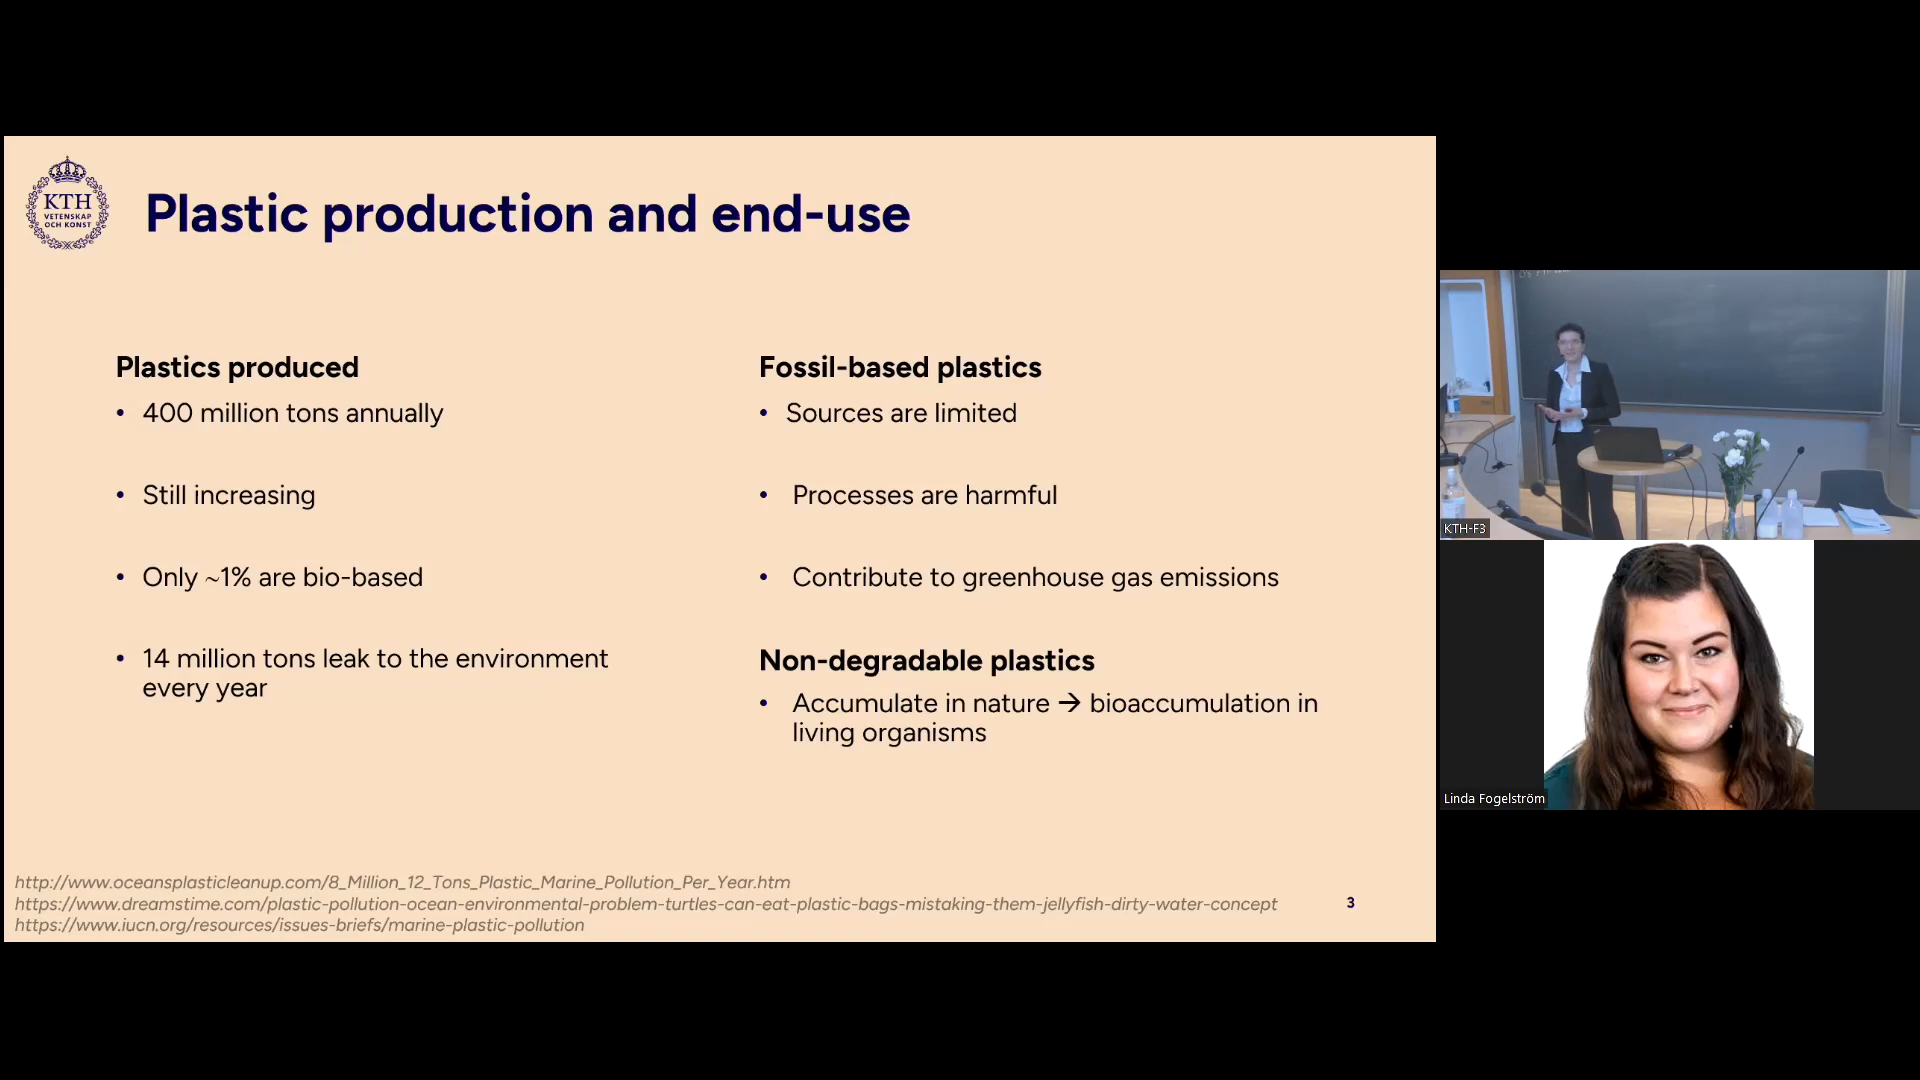 KTH
VETENSKAP
OCH KONST
Plastic production and end-use
Plastics produced
• 400 million tons annually
• Still increasing
• Only ~1% are bio-based
• 14 million tons leak to the environment
every year
Fossil-based plastics
• Sources are limited
• Processes are harmful
• Contribute to greenhouse gas emissions
Non-degradable plastics
• Accumulate in nature → bioaccumulation in
living organisms
http://www.oceansplasticleanup.com/8_Million_12_Tons_Plastic_Marine_Pollution_Per_Year.htm
https://www.dreamstime.com/plastic-pollution-ocean-environmental-problem-turtles-can-eat-plastic-bags-mistaking-them-jellyfish-dirty-water-concept
https://www.iucn.org/resources/issues-briefs/marine-plastic-pollution
3
KTH-F3
Linda Fogelström